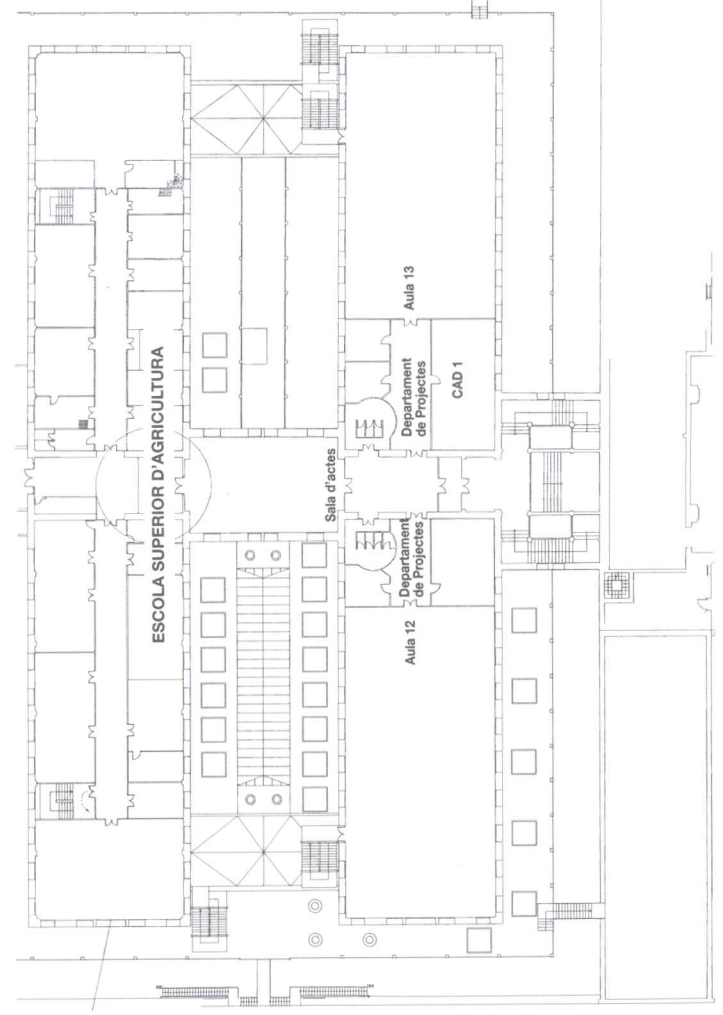 ESCOLA SUPERIOR D'AGRICULTURA
Sala d'actes
Aula 13
Departament
de Projectes
CAD 1
Aula 12
Departament
de Projectes